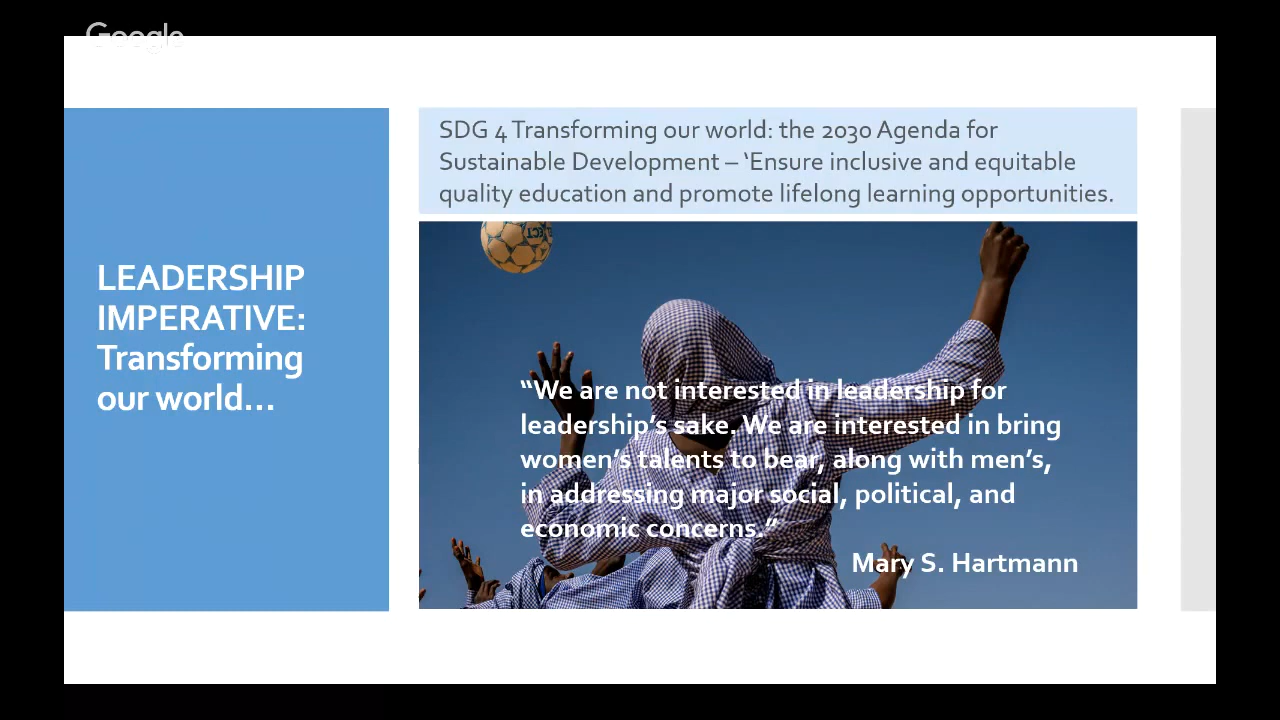 Google
LEADERSHIP
IMPERATIVE:
Transforming
our world...
SDG 4 Transforming our world: the 2030 Agenda for
Sustainable Development – ‘Ensure inclusive and equitable
quality education and promote lifelong learning opportunities.
“We are not interested in leadership for
leadership’s sake. We are interested in bring
women’s talents to bear, along with men’s,
in addressing major social, political, and
economic concerns.”
Mary S. Hartmann